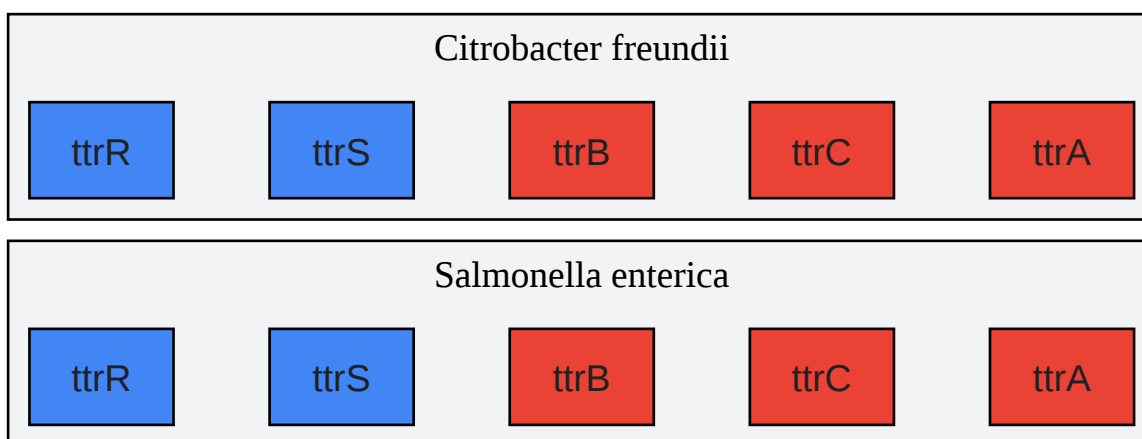 Citrobacter freundii
ttrR ttrS ttrB ttrC ttrA
Salmonella enterica
ttrR ttrS ttrB ttrC ttrA